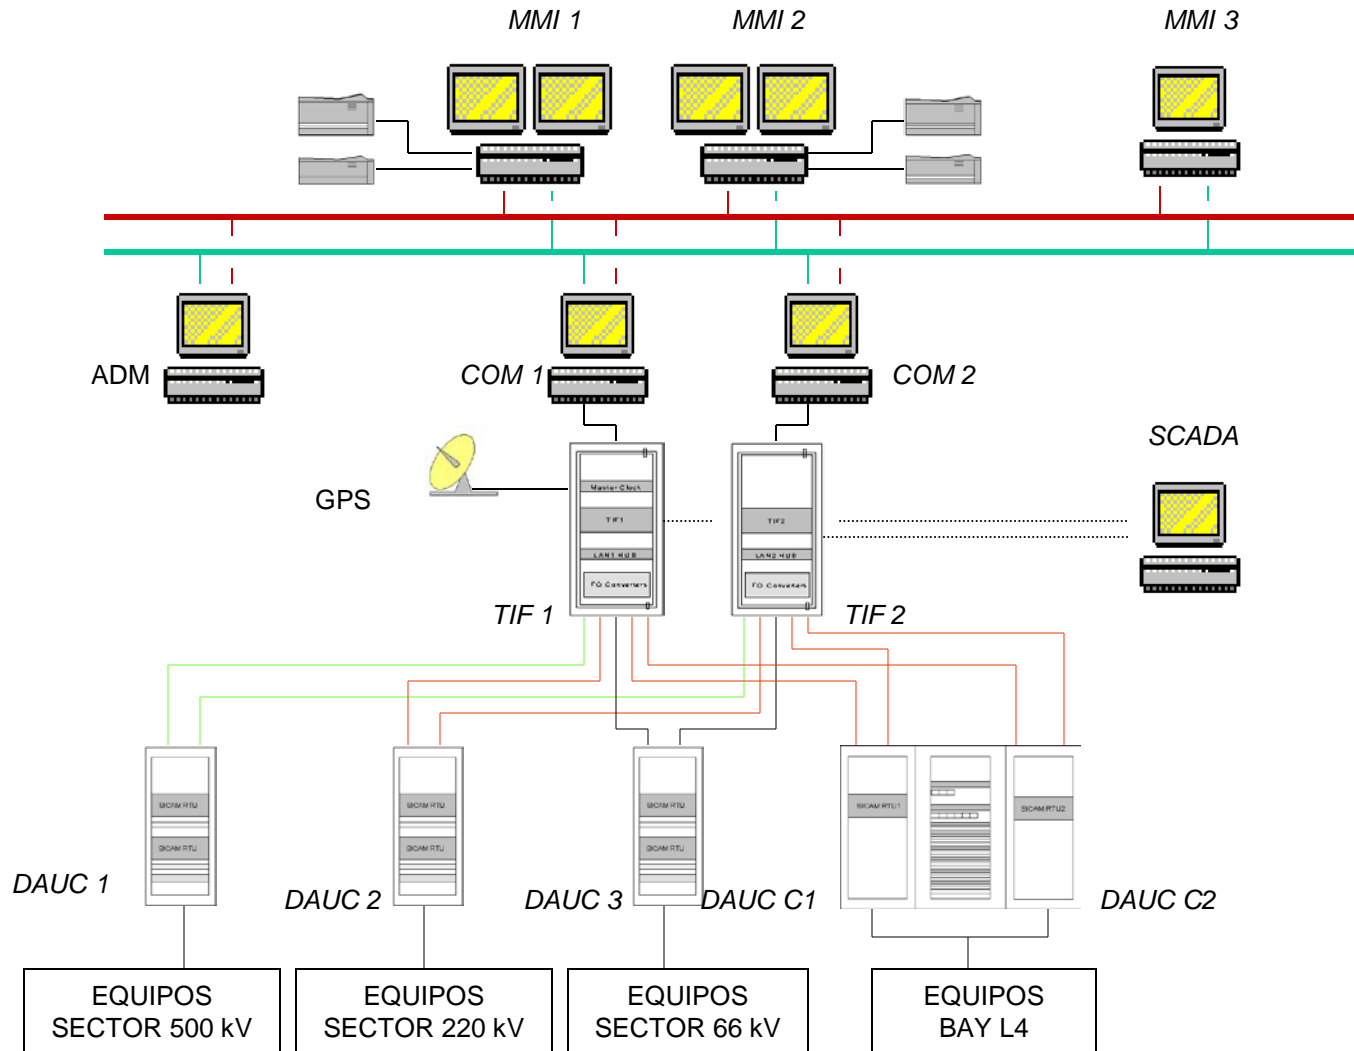 MMI 1
MMI 2
MMI 3
ADM
COM 1
COM 2
SCADA
GPS
Master Clock
TIF1
LAN1 HUB
FO Converters
TIF2
LAN2 HUB
FO Converters
TIF 1
TIF 2
SICAM RTU
SICAM RTU
SICAM RTU
SICAM RTU
SICAM RTU
SICAM RTU
SICAM RTU1
SICAM RTU2
DAUC 1
DAUC 2
DAUC 3
DAUC C1
DAUC C2
EQUIPOS
SECTOR 500 kV
EQUIPOS
SECTOR 220 kV
EQUIPOS
SECTOR 66 kV
EQUIPOS
BAY L4